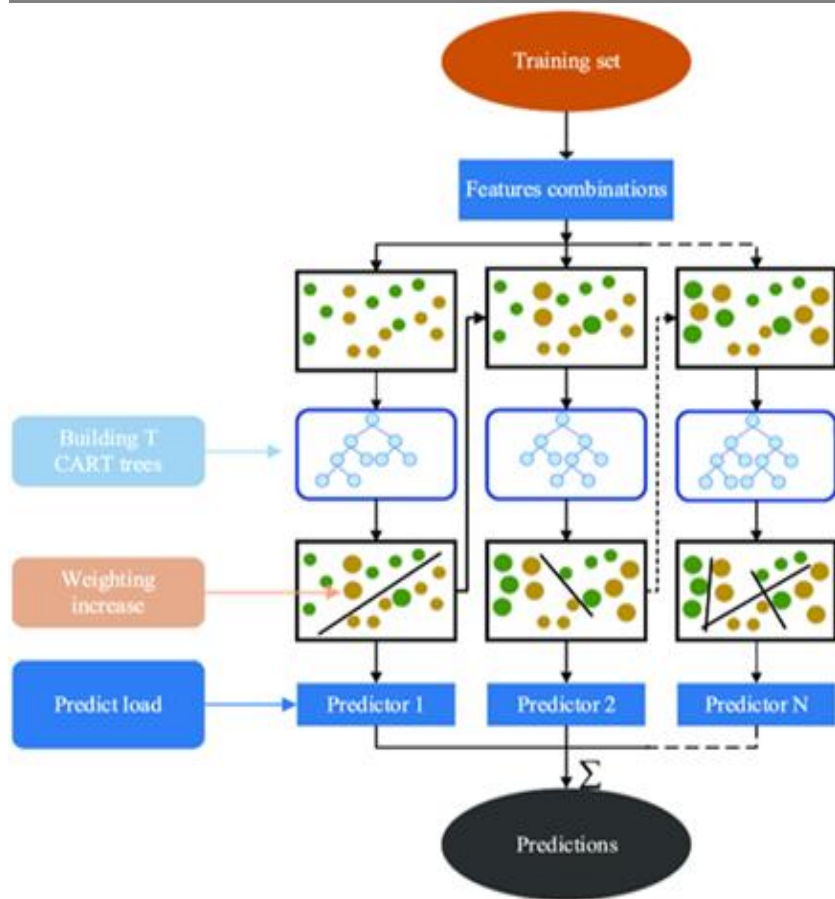 Training set
Features combinations
Building T
CART trees
Weighting
increase
Predict load
Predictor 1
Predictor 2
Predictor N
Σ
Predictions